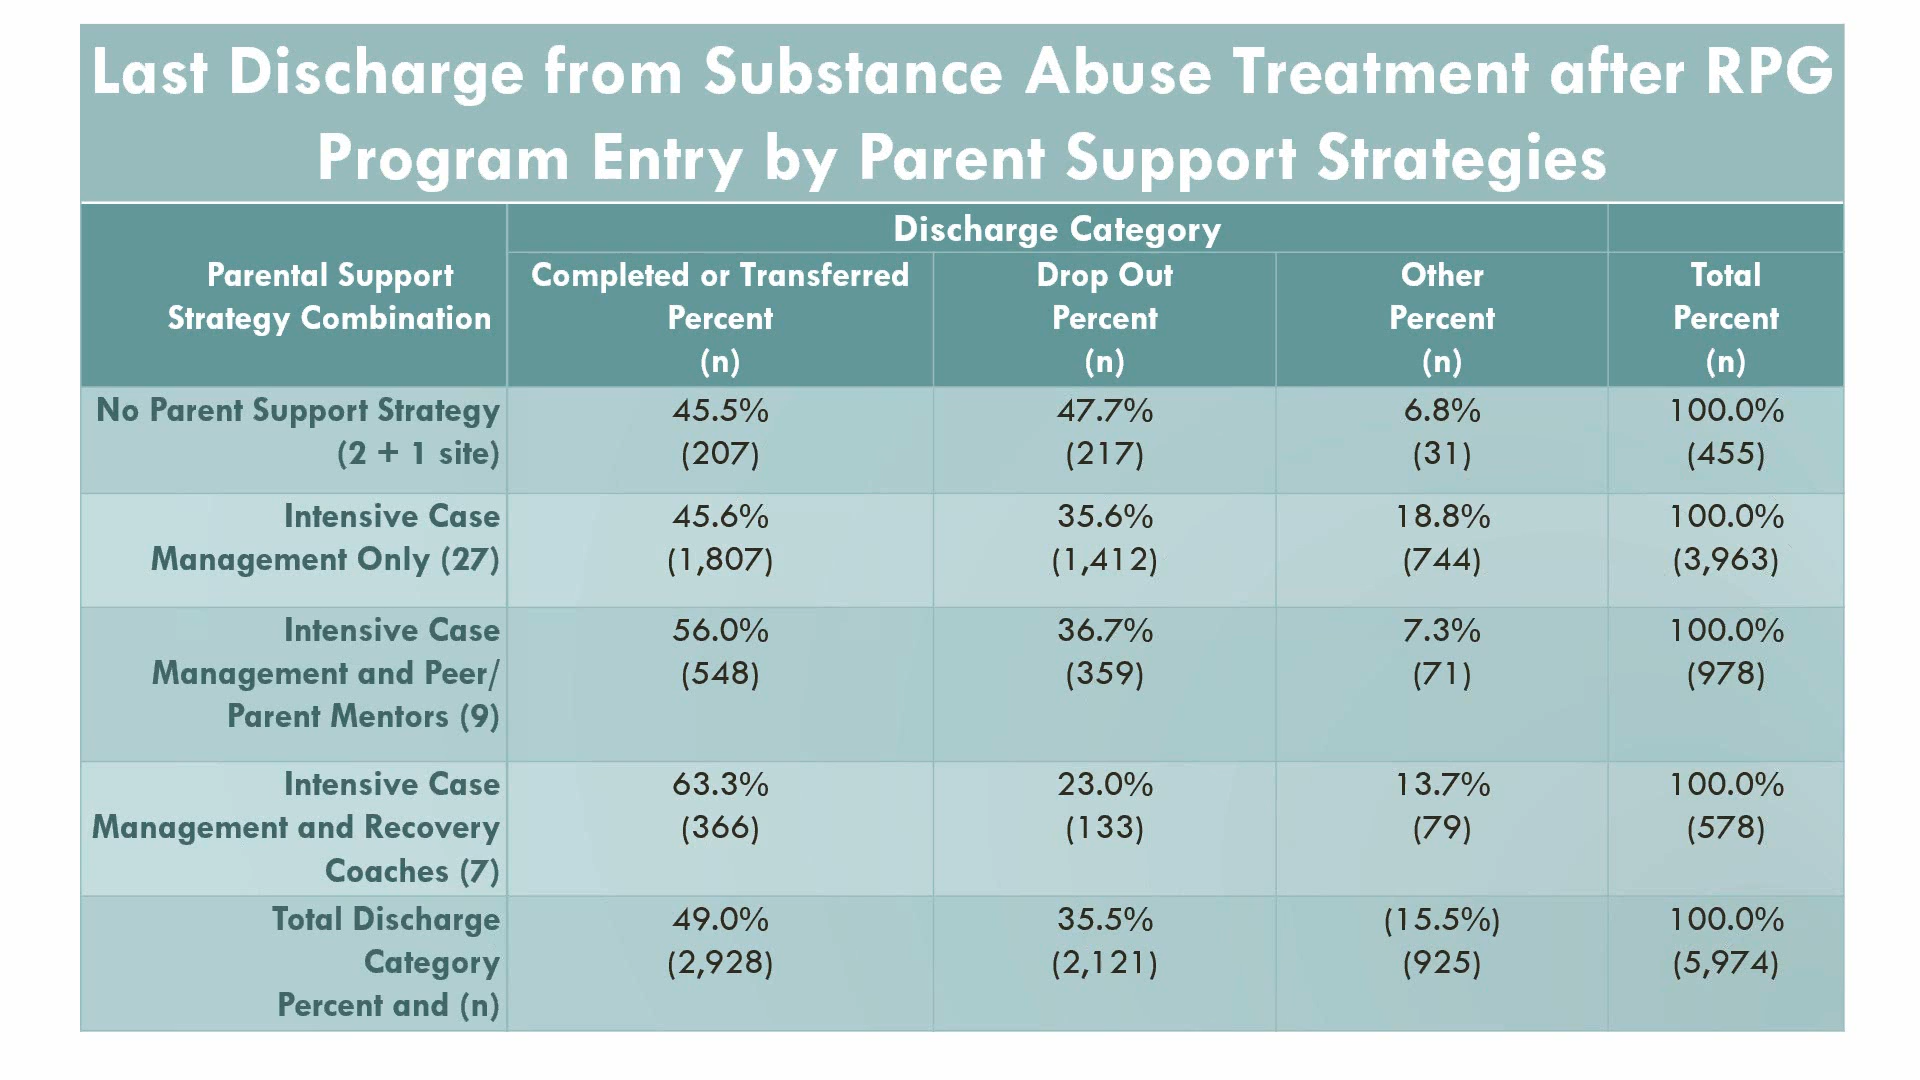 Last Discharge from Substance Abuse Treatment after RPG
Program Entry by Parent Support Strategies
Discharge Category
Parental Support
Strategy Combination
Completed or Transferred
Percent
(n)
Drop Out
Percent
(n)
Other
Percent
(n)
Total
Percent
(n)
No Parent Support Strategy
(2 + 1 site)
45.5%
(207)
47.7%
(217)
6.8%
(31)
100.0%
(455)
Intensive Case
Management Only (27)
45.6%
(1,807)
35.6%
(1,412)
18.8%
(744)
100.0%
(3,963)
Intensive Case
Management and Peer/
Parent Mentors (9)
56.0%
(548)
36.7%
(359)
7.3%
(71)
100.0%
(978)
Intensive Case
Management and Recovery
Coaches (7)
63.3%
(366)
23.0%
(133)
13.7%
(79)
100.0%
(578)
Total Discharge
Category
Percent and (n)
49.0%
(2,928)
35.5%
(2,121)
(15.5%)
(925)
100.0%
(5,974)